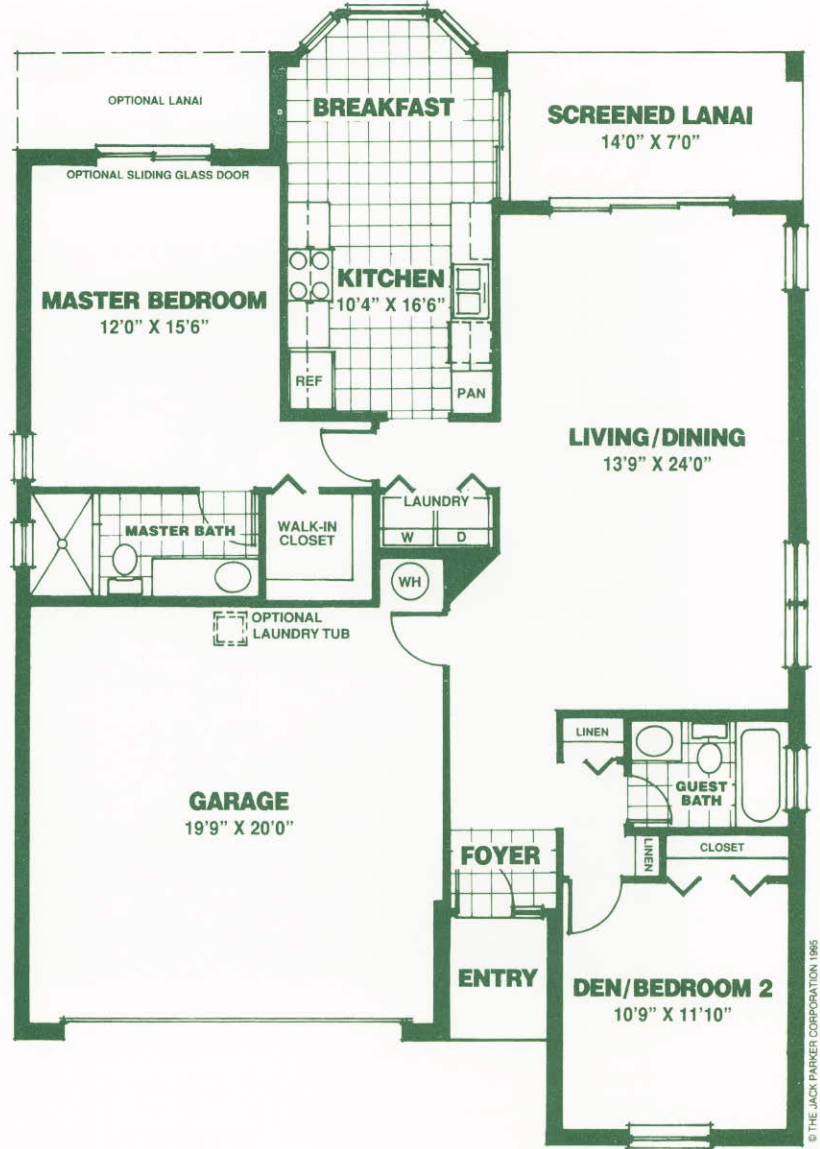 OPTIONAL LANAI
BREAKFAST
SCREENED LANAI
14'0" X 7'0"
OPTIONAL SLIDING GLASS DOOR
MASTER BEDROOM
12'0" X 15'6"
KITCHEN
10'4" X 16'6"
REF
PAN
LIVING/DINING
13'9" X 24'0"
LAUNDRY
W
D
MASTER BATH
WALK-IN
CLOSET
WH
OPTIONAL
LAUNDRY TUB
LINEN
GUEST
BATH
GARAGE
19'9" X 20'0"
FOYER
LINEN
CLOSET
ENTRY
DEN/BEDROOM 2
10'9" X 11'10"
© THE JACK PARKER CORPORATION 1995